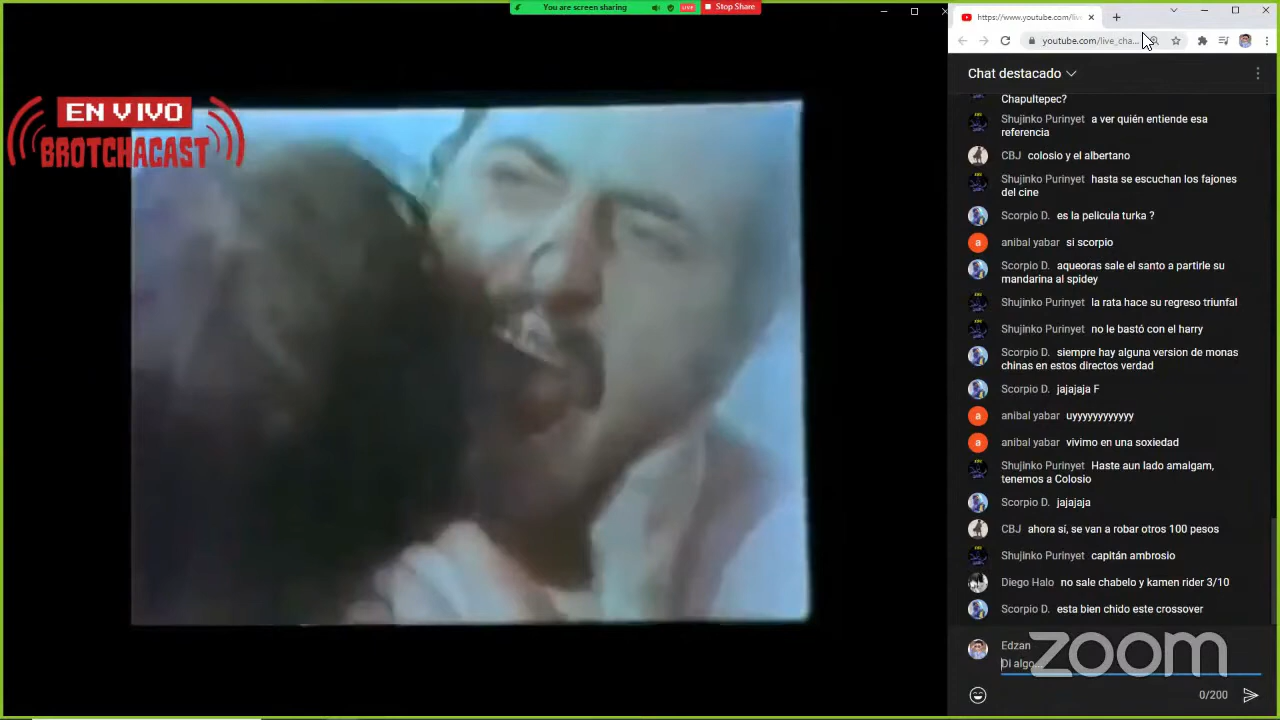 You are screen sharing
LIVE
Stop Share
EN VIVO
BROTCHACAST
https://www.youtube.com/liv
youtube.com/live_cha...
Chat destacado
Chapultepec?
Shujinko Purinyet a ver quién entiende esa
referencia
CBJ colosio y el albertano
Shujinko Purinyet hasta se escuchan los fajones
del cine
Scorpio D. es la pelicula turka ?
a
anibal yabar si scorpio
Scorpio D. aqueoras sale el santo a partirle su
mandarina al spidey
Shujinko Purinyet la rata hace su regreso triunfal
Shujinko Purinyet no le bastó con el harry
Scorpio D. siempre hay alguna version de monas
chinas en estos directos verdad
Scorpio D. jajajaja F
a
anibal yabar uyyyyyyyyyyyy
a
anibal yabar vivimo en una soxiedad
Shujinko Purinyet Haste aun lado amalgam,
tenemos a Colosio
Scorpio D. jajajaja
CBJ ahora sí, se van a robar otros 100 pesos
Shujinko Purinyet capitán ambrosio
Diego Halo no sale chabelo y kamen rider 3/10
Scorpio D. esta bien chido este crossover
Edzan
Di algo...
zoom
0/200